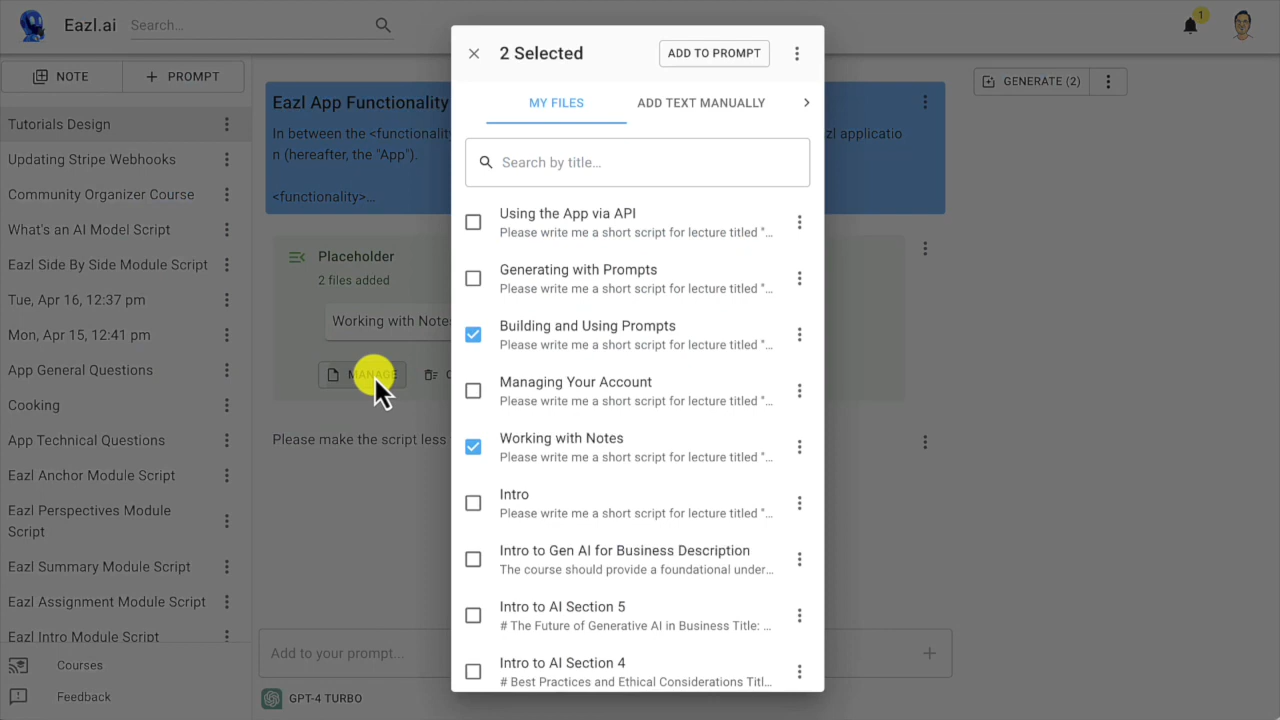 Eazl.ai
Search...
1
NOTE
PROMPT
Tutorials Design
Updating Stripe Webhooks
Community Organizer Course
What's an AI Model Script
Eazl Side By Side Module Script
Tue, Apr 16, 12:37 pm
Mon, Apr 15, 12:41 pm
App General Questions
Cooking
App Technical Questions
Eazl Anchor Module Script
Eazl Perspectives Module
Script
Eazl Summary Module Script
Eazl Assignment Module Script
Eazl Intro Module Script
Courses
Feedback
Eazl App Functionality
In between the <functionality
n (hereafter, the "App").
<functionality>...
zl applicatio
Placeholder
2 files added
Working with Notes
MANAGE
Please make the script less
Add to your prompt...
GPT-4 TURBO
GENERATE (2)
2 Selected
ADD TO PROMPT
MY FILES
ADD TEXT MANUALLY
Search by title...
Using the App via API
Please write me a short script for lecture titled "...
Generating with Prompts
Please write me a short script for lecture titled "...
Building and Using Prompts
Please write me a short script for lecture titled "...
Managing Your Account
Please write me a short script for lecture titled "...
Working with Notes
Please write me a short script for lecture titled "...
Intro
Please write me a short script for lecture titled "...
Intro to Gen AI for Business Description
The course should provide a foundational under...
Intro to AI Section 5
# The Future of Generative AI in Business Title: ...
Intro to AI Section 4
# Best Practices and Ethical Considerations Titl...